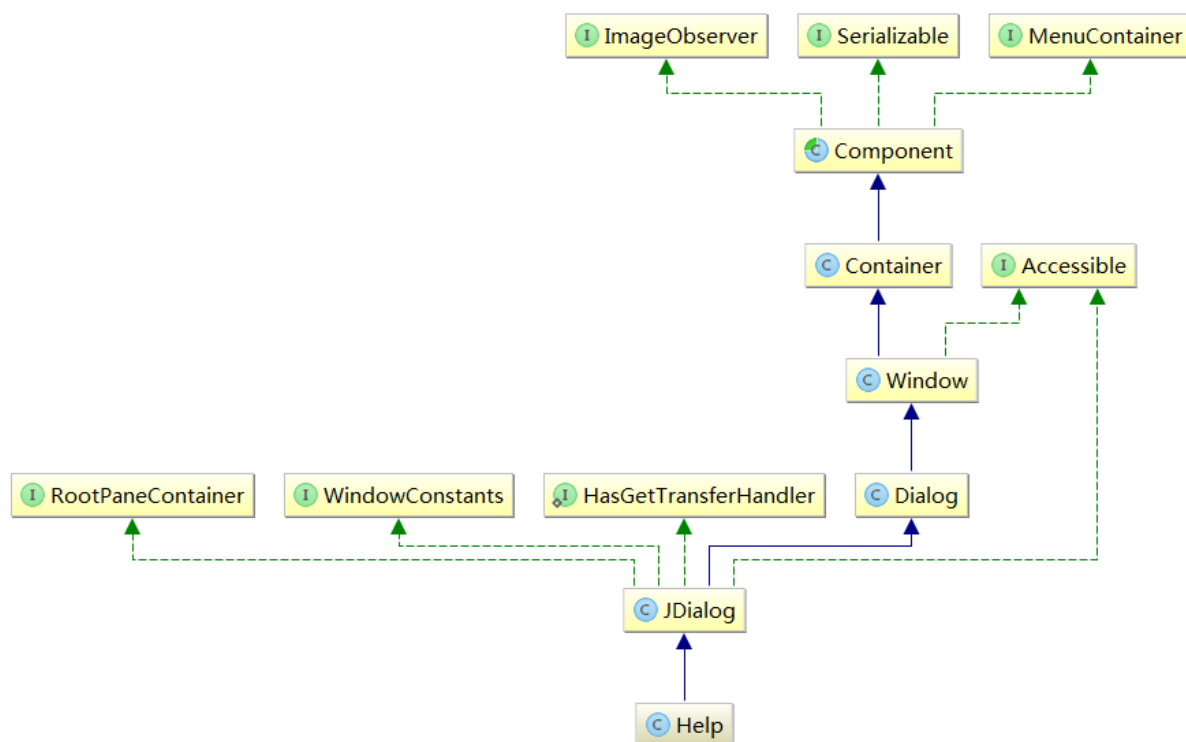 I ImageObserver
I Serializable
I MenuContainer
C Component
C Container
I Accessible
C Window
I RootPaneContainer
I WindowConstants
I HasGetTransferHandler
C Dialog
C JDialog
C Help